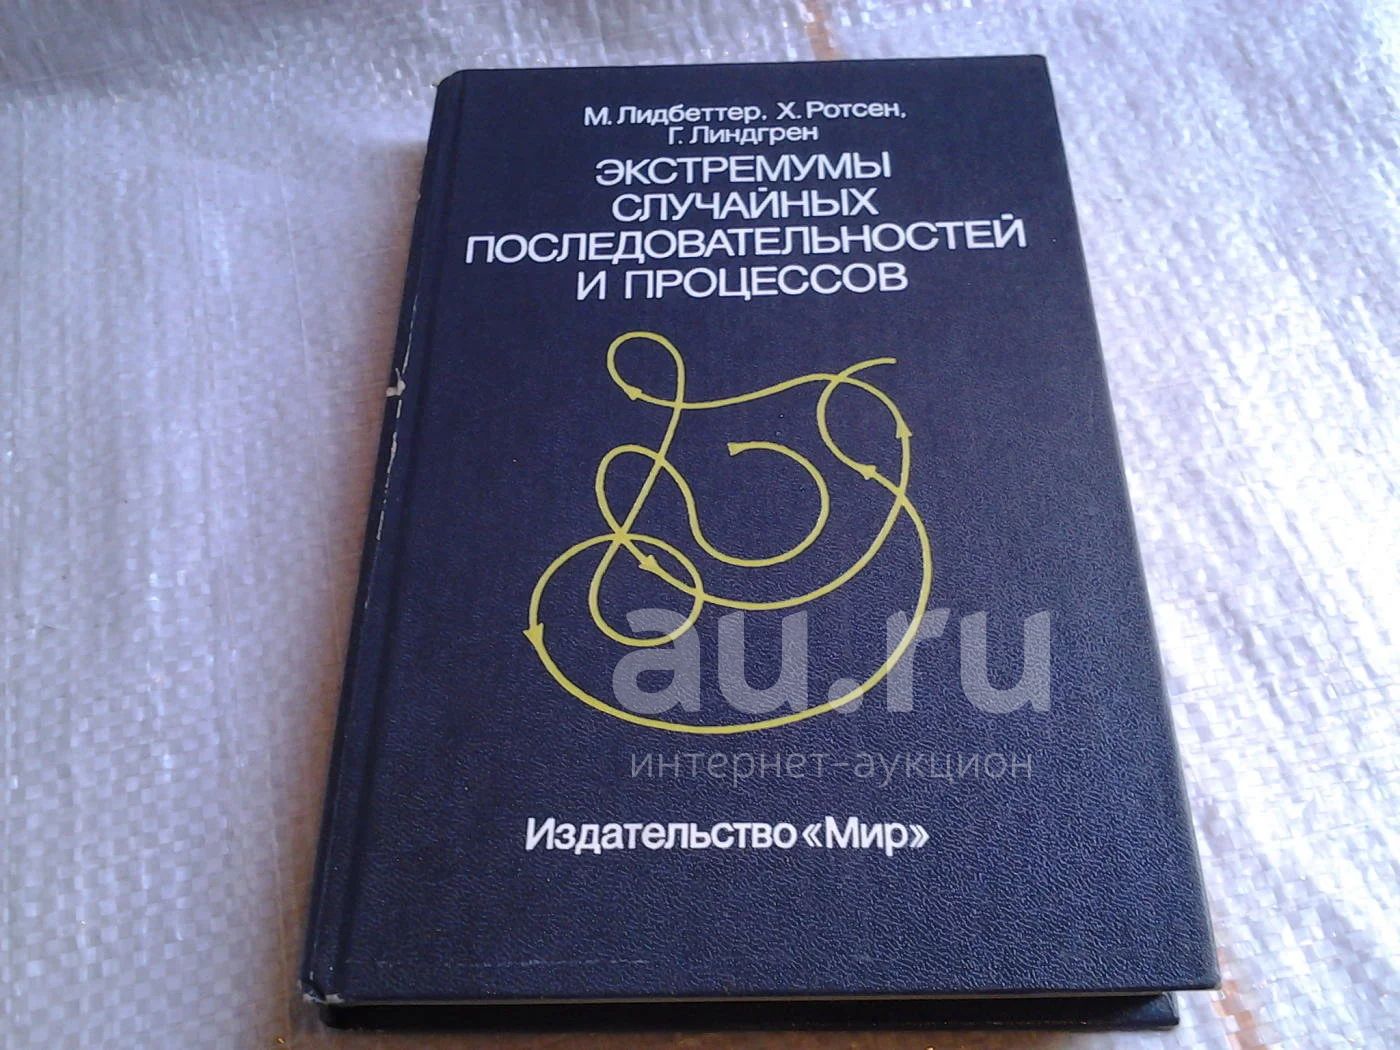 М. Лидбеттер, Х. Ротсен,
Г. Линдгрен
ЭКСТРЕМУМЫ
СЛУЧАЙНЫХ
ПОСЛЕДОВАТЕЛЬНОСТЕЙ
И ПРОЦЕССОВ
au.ru
интернет-аукцион
Издательство «Мир»